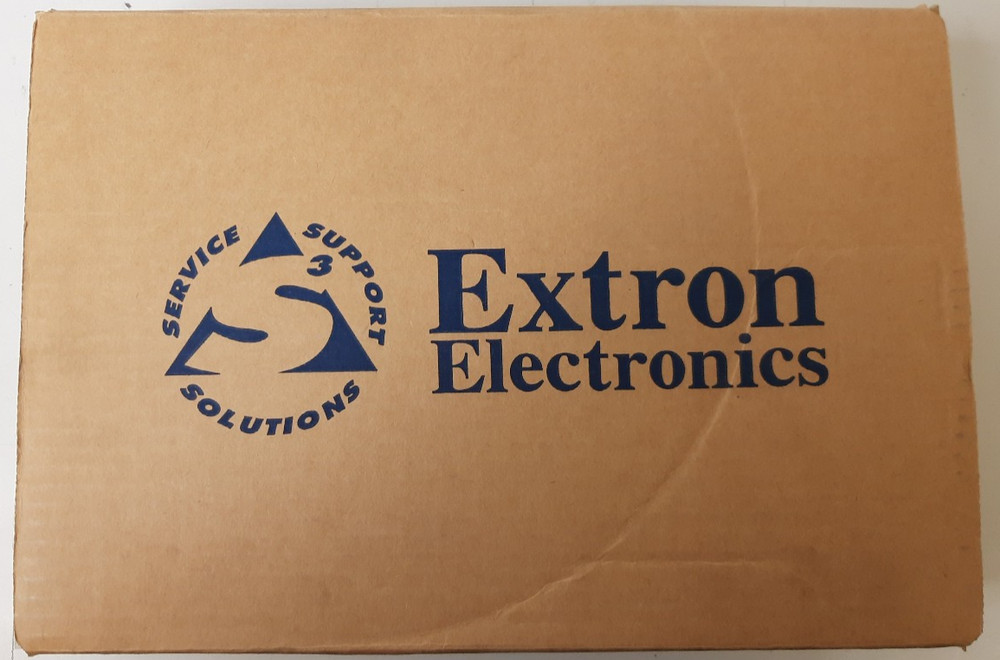 SERVICE
SUPPORT
3
SOLUTIONS
Extron
Electronics